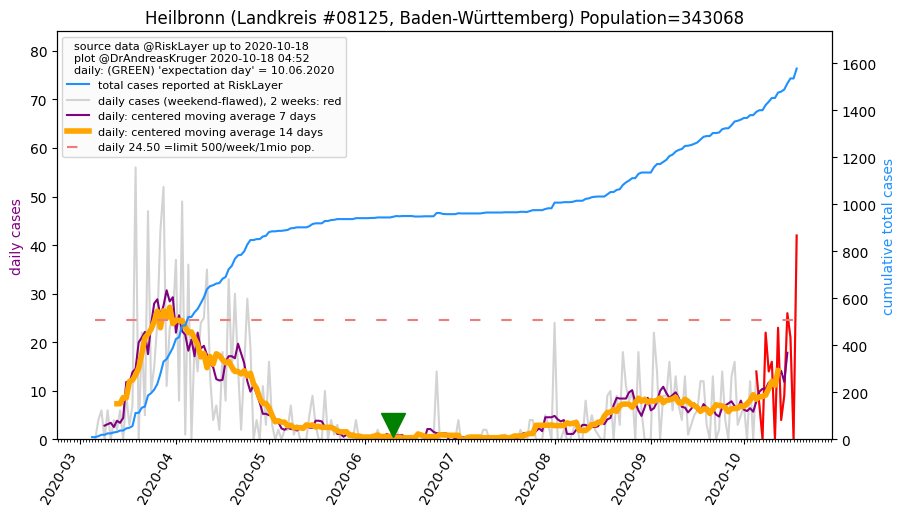 Heilbronn (Landkreis #08125, Baden-Württemberg) Population=343068
source data @RiskLayer up to 2020-10-18
plot @DrAndreasKruger 2020-10-18 04:52
daily: (GREEN) 'expectation day' = 10.06.2020
total cases reported at RiskLayer
daily cases (weekend-flawed), 2 weeks: red
daily: centered moving average 7 days
daily: centered moving average 14 days
daily 24.50 =limit 500/week/1mio pop.
daily cases
80
70
60
50
40
30
20
10
0
cumulative total cases
1600
1400
1200
1000
800
600
400
200
0
2020-03
2020-04
2020-05
2020-06
2020-07
2020-08
2020-09
2020-10